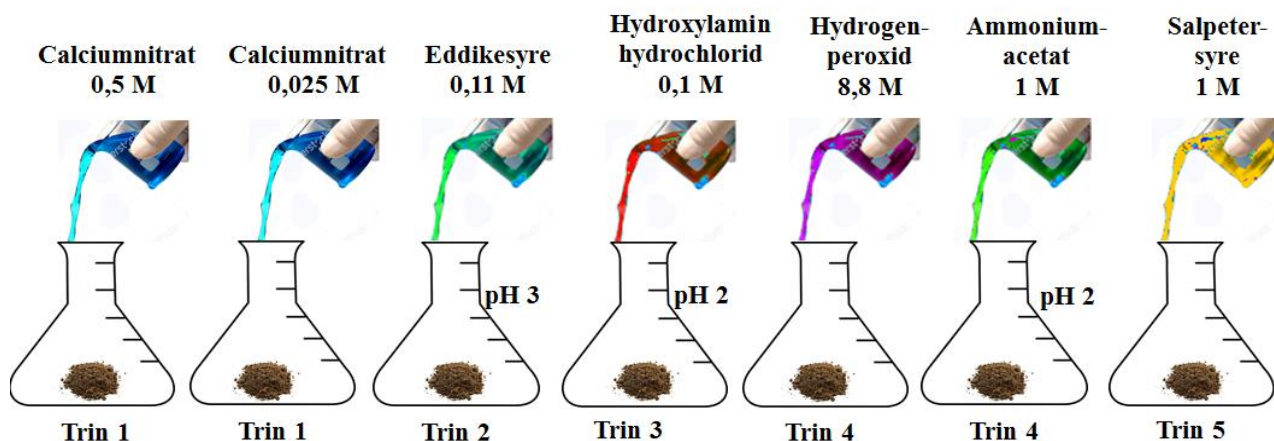 Calciumnitrat
0,5 M
Calciumnitrat
0,025 M
Eddikesyre
0,11 M
Hydroxylamin
hydrochlorid
0,1 M
Hydrogen-
peroxid
8,8 M
Ammonium-
acetat
1 M
Salpeter-
syre
1 M
pH 3
pH 2
pH 2
Trin 1
Trin 1
Trin 2
Trin 3
Trin 4
Trin 4
Trin 5